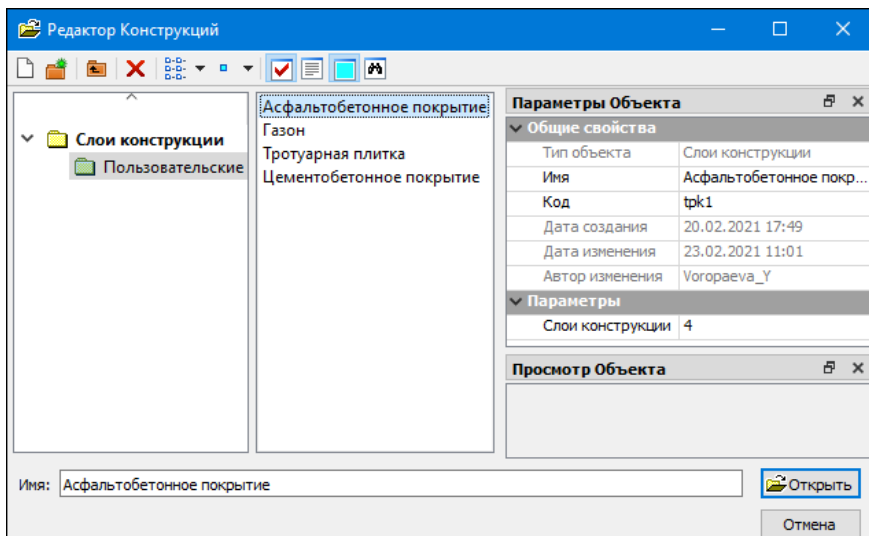 Редактор Конструкций
Слои конструкции
Пользовательские
Асфальтобетонное покрытие
Газон
Тротуарная плитка
Цементобетонное покрытие
Параметры Объекта
Общие свойства
Тип объекта Слои конструкции
Имя Асфальтобетонное покр...
Код tpk1
Дата создания 20.02.2021 17:49
Дата изменения 23.02.2021 11:01
Автор изменения Voropaeva_Y
Параметры
Слои конструкции 4
Просмотр Объекта
Имя: Асфальтобетонное покрытие
Открыть
Отмена